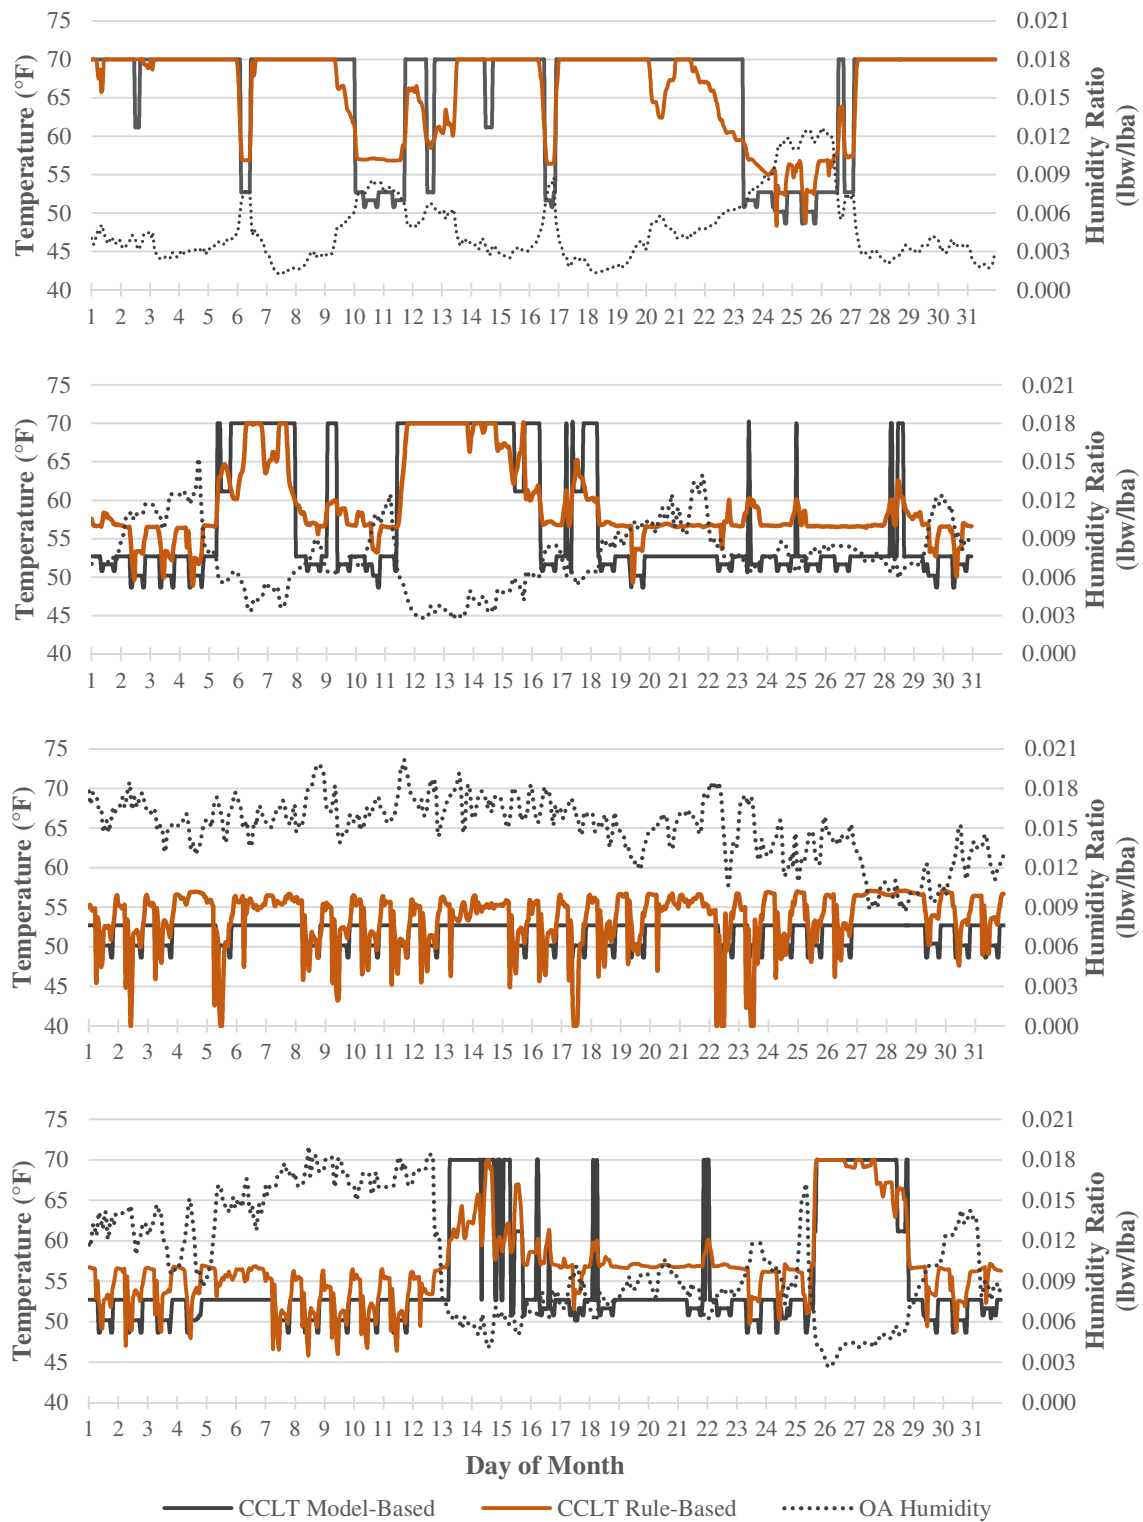 75 0.021
70 0.018
65 0.015
60 0.012
55 0.009
50 0.006
45 0.003
40 0.000
Temperature (°F)
Humidity Ratio
(lbw/lba)
1 2 3 4 5 6 7 8 9 10 11 12 13 14 15 16 17 18 19 20 21 22 23 24 25 26 27 28 29 30 31
75 0.021
70 0.018
65 0.015
60 0.012
55 0.009
50 0.006
45 0.003
40 0.000
Temperature (°F)
Humidity Ratio
(lbw/lba)
1 2 3 4 5 6 7 8 9 10 11 12 13 14 15 16 17 18 19 20 21 22 23 24 25 26 27 28 29 30 31
75 0.021
70 0.018
65 0.015
60 0.012
55 0.009
50 0.006
45 0.003
40 0.000
Temperature (°F)
Humidity Ratio
(lbw/lba)
1 2 3 4 5 6 7 8 9 10 11 12 13 14 15 16 17 18 19 20 21 22 23 24 25 26 27 28 29 30 31
75 0.021
70 0.018
65 0.015
60 0.012
55 0.009
50 0.006
45 0.003
40 0.000
Temperature (°F)
Humidity Ratio
(lbw/lba)
1 2 3 4 5 6 7 8 9 10 11 12 13 14 15 16 17 18 19 20 21 22 23 24 25 26 27 28 29 30 31
Day of Month
CCLT Model-Based CCLT Rule-Based OA Humidity